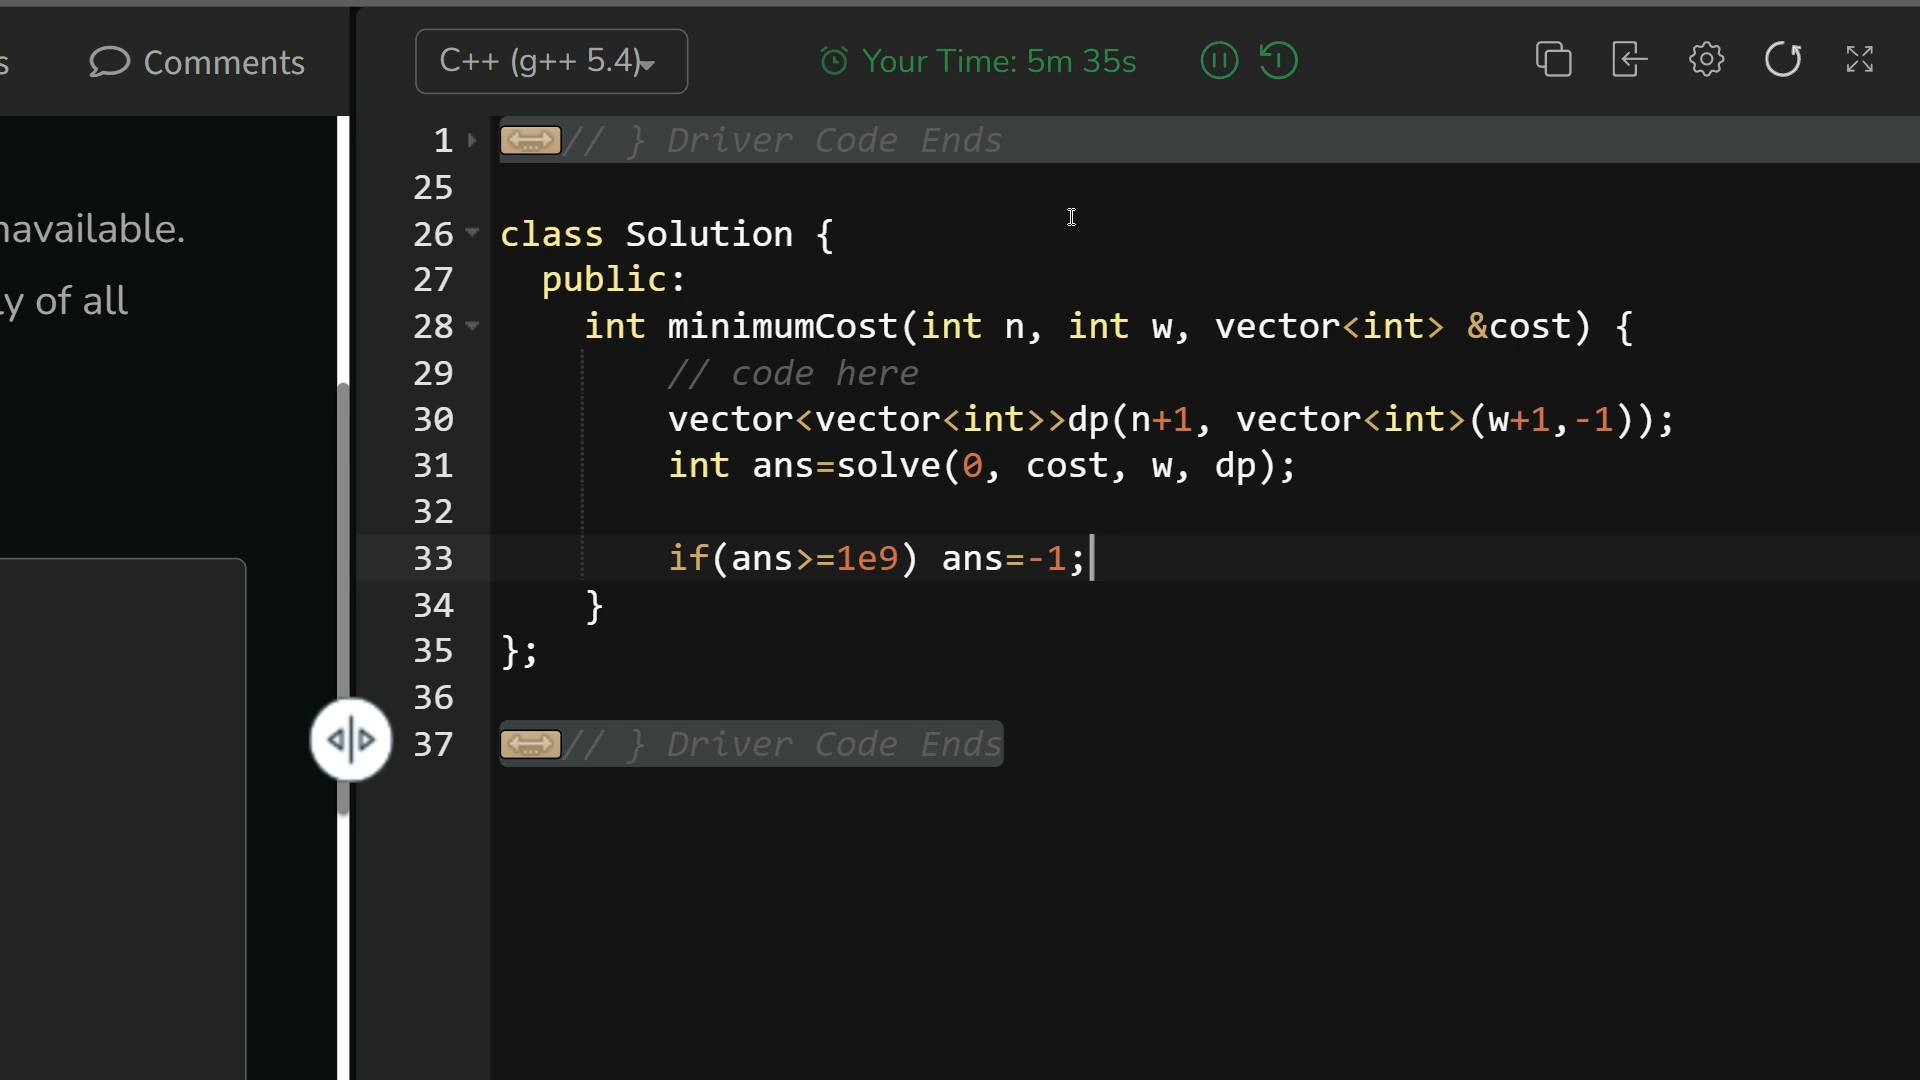 s Comments C++ (g++ 5.4) Your Time: 5m 35s
navailable.
ly of all
1 // } Driver Code Ends
25
26 class Solution {
27 public:
28 int minimumCost(int n, int w, vector<int> &cost) {
29 // code here
30 vector<vector<int>>dp(n+1, vector<int>(w+1,-1));
31 int ans=solve(0, cost, w, dp);
32
33 if(ans>=1e9) ans=-1;
34 }
35 };
36
37 // } Driver Code Ends